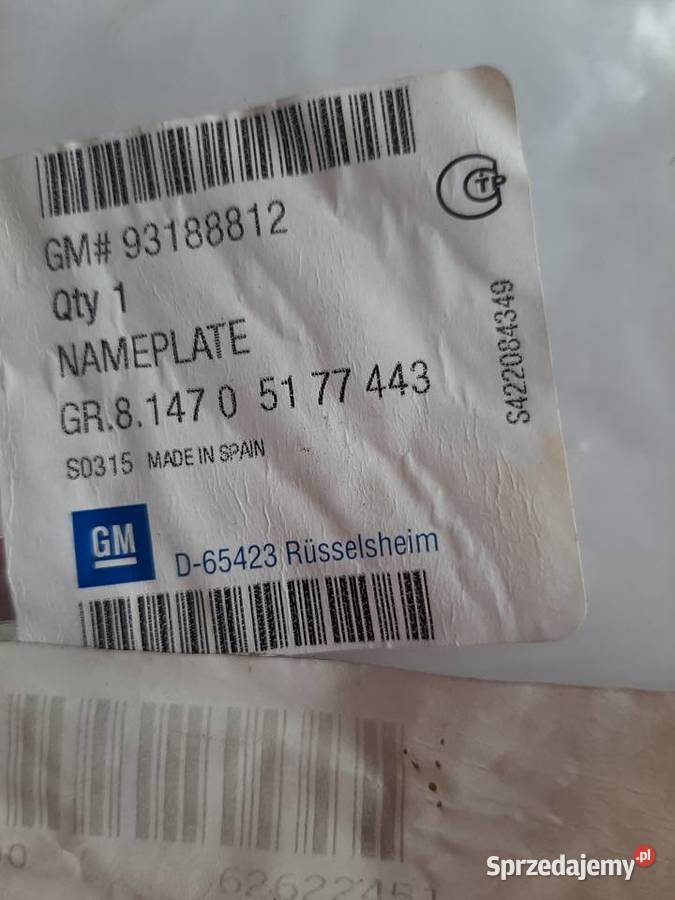 GM# 93188812
Qty 1
NAMEPLATE
GR.8.147 0 51 77 443
S0315 MADE IN SPAIN
S422084349
GM
D-65423 Rüsselsheim
Sprzedajemy.pl